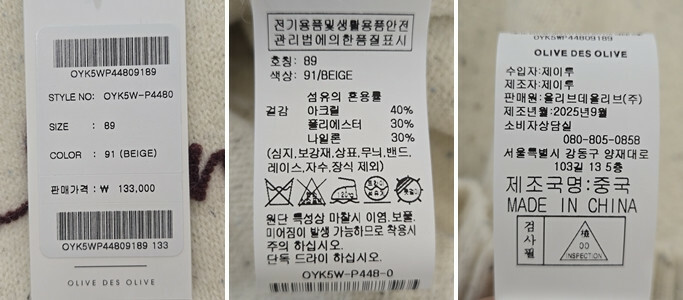 OYK5WP44809189
STYLE NO: OYK5W-P4480
SIZE : 89
COLOR : 91 (BEIGE)
판매가격 : ₩ 133,000
OYK5WP44809189 133
OLIVE DES OLIVE
전기용품및생활용품안전
관리법에의한품질표시
호칭: 89
색상: 91/BEIGE
섬유의 혼용률
겉감 아크릴 40%
폴리에스터 30%
나일론 30%
(심지,보강재,상표,무늬,밴드,
레이스,자수,장식 제외)
원단 특성상 마찰시 이염,보풀,
미어짐이 발생 가능하므로 착용시
주의 하십시오.
단독 드라이 하십시오.
OYK5W-P448-0
OYK5WP44809189
OLIVE DES OLIVE
수입자:제이투
제조자:제이투
판매원:올리브데올리브(주)
제조년월:2025년9월
소비자상담실
080-805-0858
서울특별시 강동구 양재대로
103길 13 5층
제조국명:중국
MADE IN CHINA
검사필
植
00
INSPECTION